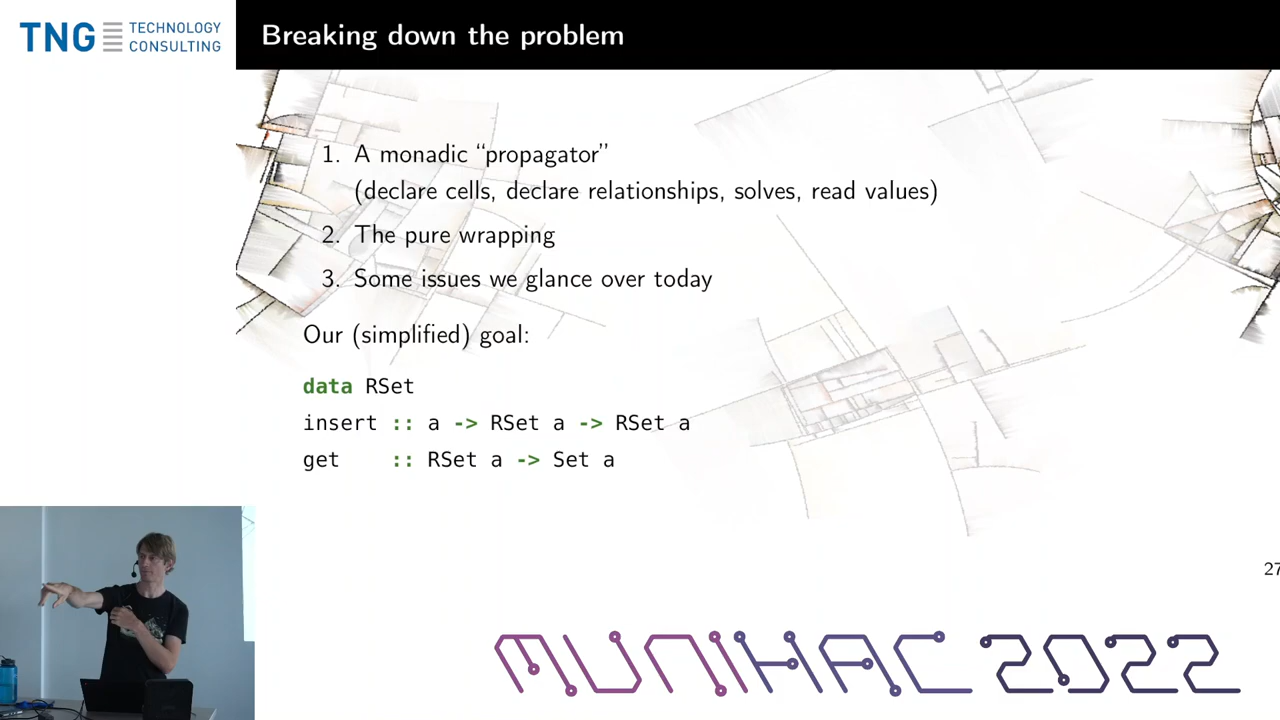 TNG TECHNOLOGY
CONSULTING
Breaking down the problem
1. A monadic “propagator”
(declare cells, declare relationships, solves, read values)
2. The pure wrapping
3. Some issues we glance over today
Our (simplified) goal:
data RSet
insert :: a -> RSet a -> RSet a
get :: RSet a -> Set a
27
MUNIHAC 2022